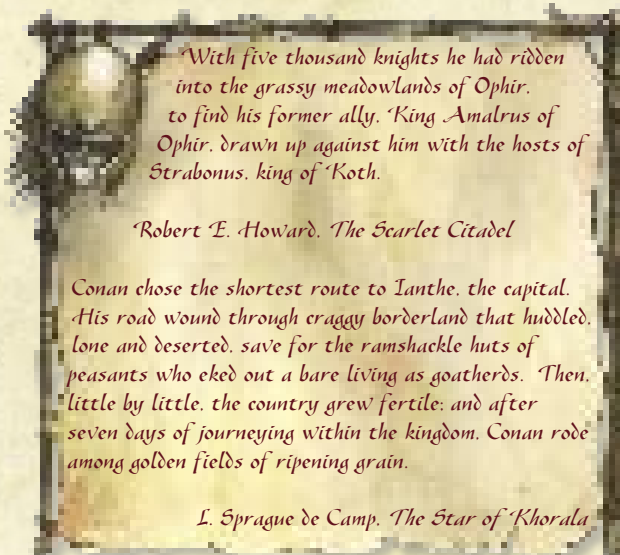 With five thousand knights he had ridden
into the grassy meadowlands of Ophir,
to find his former ally, King Amalrus of
Ophir, drawn up against him with the hosts of
Strabonus, king of Koth.
Robert E. Howard, The Scarlet Citadel
Conan chose the shortest route to Ianthe, the capital.
His road wound through craggy borderland that huddled,
lone and deserted, save for the ramshackle huts of
peasants who eked out a bare living as goatherds. Then,
little by little, the country grew fertile; and after
seven days of journeying within the kingdom, Conan rode
among golden fields of ripening grain.
L. Sprague de Camp, The Star of Khorala